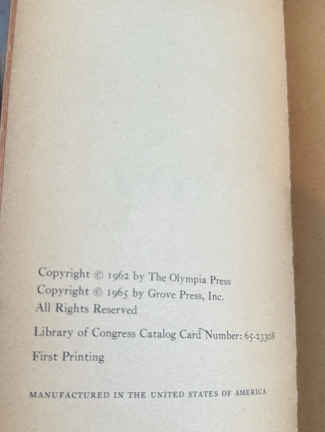 Copyright © 1962 by The Olympia Press
Copyright © 1965 by Grove Press, Inc.
All Rights Reserved
Library of Congress Catalog Card Number: 65-23308
First Printing
MANUFACTURED IN THE UNITED STATES OF AMERICA